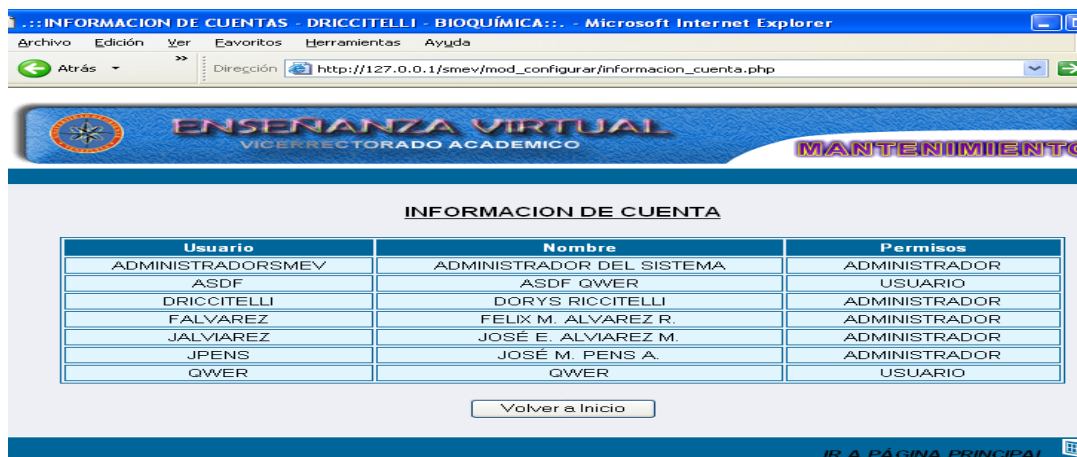 .::INFORMACION DE CUENTAS - DRICCITELLI - BIOQUÍMICA::. - Microsoft Internet Explorer
Archivo Edición Ver Favoritos Herramientas Ayuda
Atrás » Dirección http://127.0.0.1/smev/mod_configurar/informacion_cuenta.php
ENSEÑANZA VIRTUAL
VICERRECTORADO ACADEMICO
MANTENIMIENTO
INFORMACION DE CUENTA
Usuario Nombre Permisos
ADMINISTRADORSMEV ADMINISTRADOR DEL SISTEMA ADMINISTRADOR
ASDF ASDF QWER USUARIO
DRICCITELLI DORYS RICCITELLI ADMINISTRADOR
FALVAREZ FELIX M. ALVAREZ R. ADMINISTRADOR
JALVIAREZ JOSÉ E. ALVIAREZ M. ADMINISTRADOR
JPENS JOSÉ M. PENS A. ADMINISTRADOR
QWER QWER USUARIO
Volver a Inicio
IR A PÁGINA PRINCIPAL